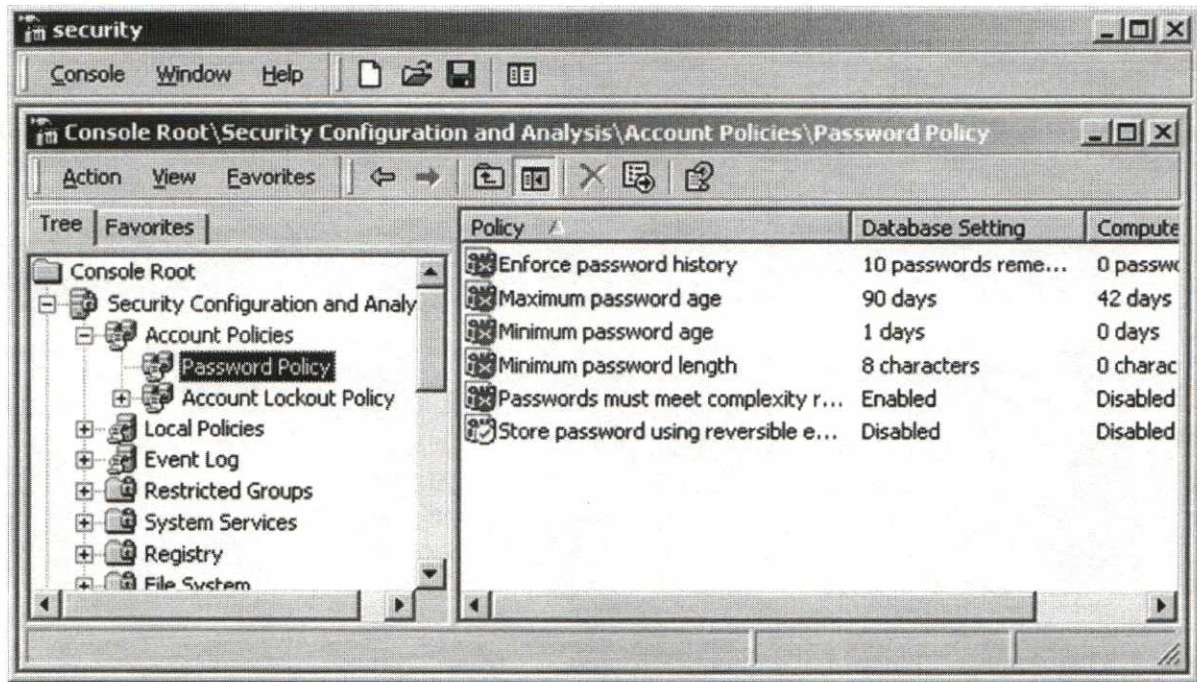 security
Console Window Help
Console Root\Security Configuration and Analysis\Account Policies\Password Policy
Action View Favorites
Tree Favorites
Console Root
Security Configuration and Analy
Account Policies
Password Policy
Account Lockout Policy
Local Policies
Event Log
Restricted Groups
System Services
Registry
File System
Policy Database Setting Compute
Enforce password history 10 passwords reme... 0 passwo
Maximum password age 90 days 42 days
Minimum password age 1 days 0 days
Minimum password length 8 characters 0 charac
Passwords must meet complexity r... Enabled Disabled
Store password using reversible e... Disabled Disabled